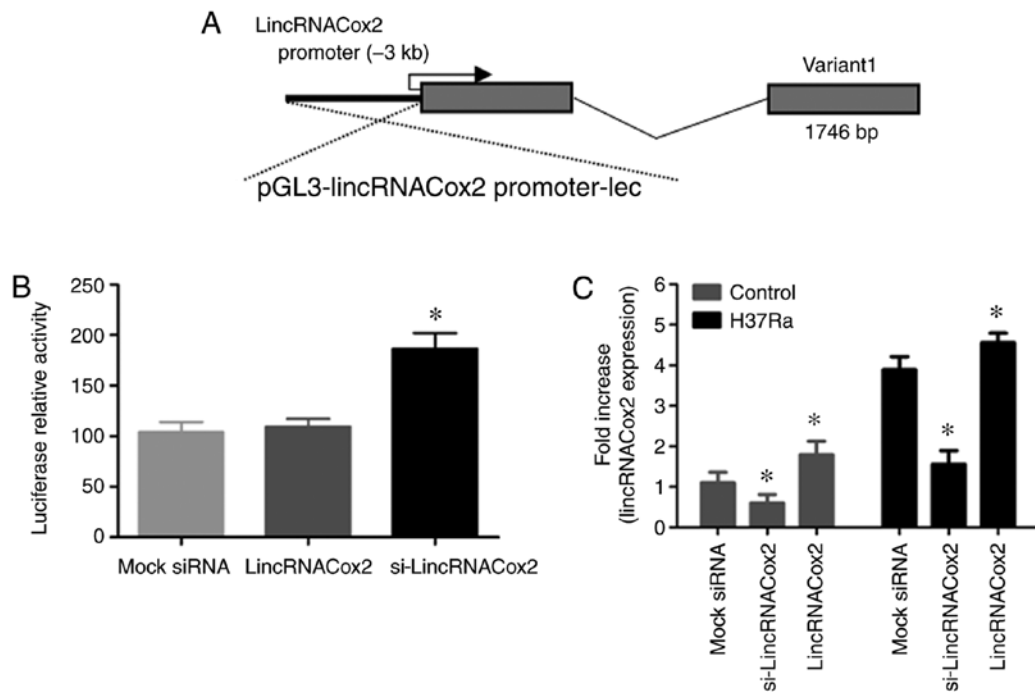 A
LincRNACox2
promoter (−3 kb)
Variant1
1746 bp
pGL3-lincRNACox2 promoter-lec
B
Luciferase relative activity
250
200
150
100
50
0
*
Mock siRNA
LincRNACox2
si-LincRNACox2
C
Fold increase
(lincRNACox2 expression)
6
5
4
3
2
1
0
Control
H37Ra
*
*
*
*
Mock siRNA
si-LincRNACox2
LincRNACox2
Mock siRNA
si-LincRNACox2
LincRNACox2